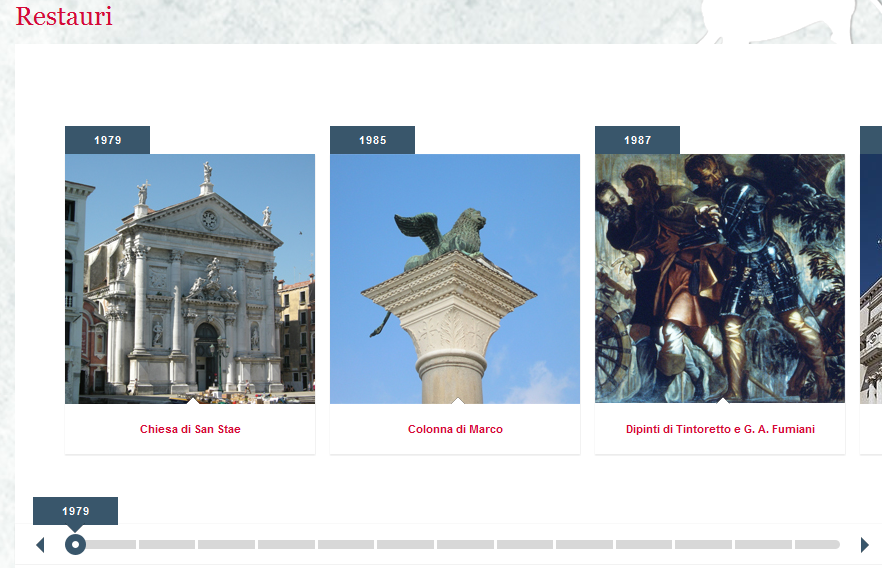 Restauri
1979
1985
1987
Chiesa di San Stae
Colonna di Marco
Dipinti di Tintoretto e G. A. Fumiani
1979